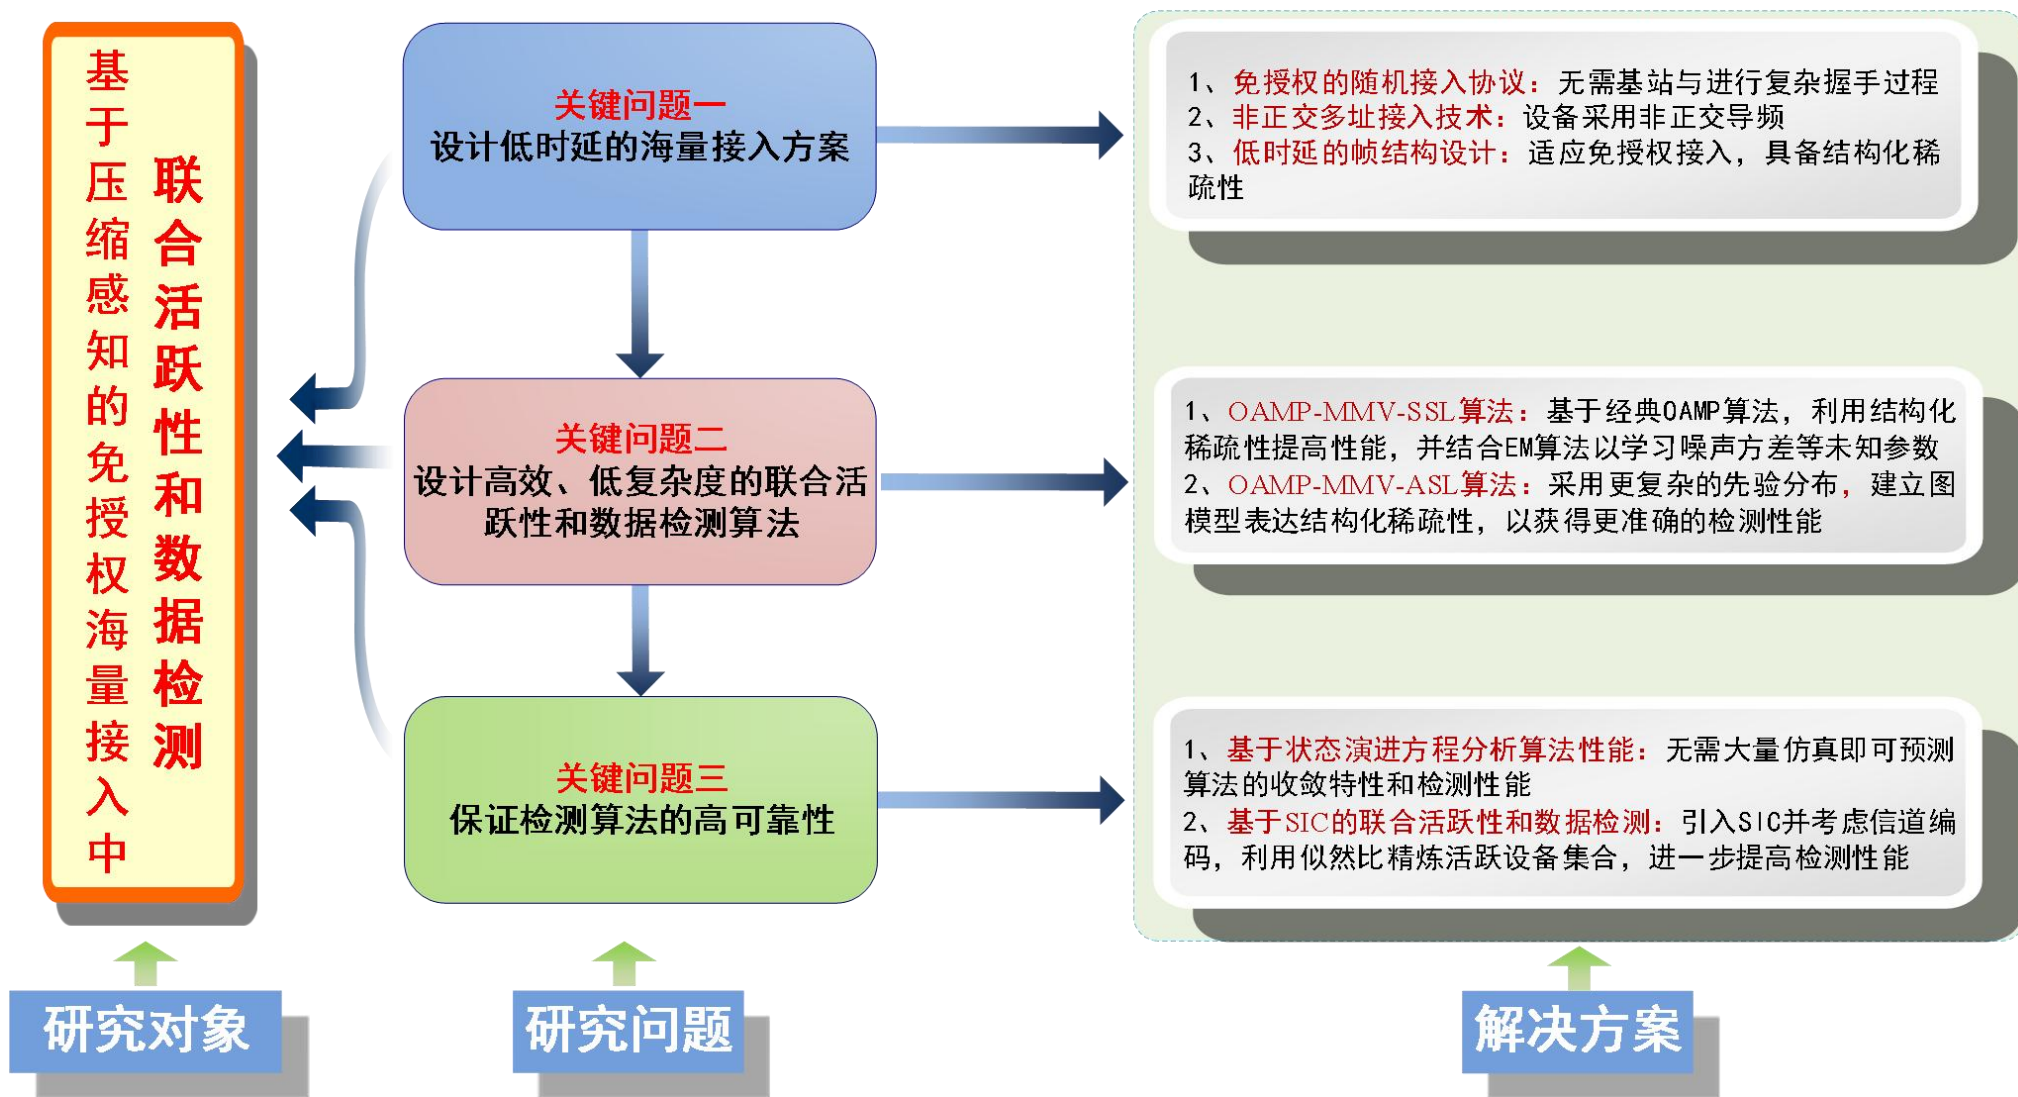 基于压缩感知的免授权海量接入中
联合活跃性和数据检测
关键问题一
设计低时延的海量接入方案
1、免授权的随机接入协议：无需基站与进行复杂握手过程
2、非正交多址接入技术：设备采用非正交导频
3、低时延的帧结构设计：适应免授权接入，具备结构化稀
疏性
关键问题二
设计高效、低复杂度的联合活
跃性和数据检测算法
1、OAMP-MMV-SSL算法：基于经典OAMP算法，利用结构化
稀疏性提高性能，并结合EM算法以学习噪声方差等未知参数
2、OAMP-MMV-ASL算法：采用更复杂的先验分布，建立图
模型表达结构化稀疏性，以获得更准确的检测性能
关键问题三
保证检测算法的高可靠性
1、基于状态演进方程分析算法性能：无需大量仿真即可预测
算法的收敛特性和检测性能
2、基于SIC的联合活跃性和数据检测：引入SIC并考虑信道编
码，利用似然比精炼活跃设备集合，进一步提高检测性能
研究对象
研究问题
解决方案